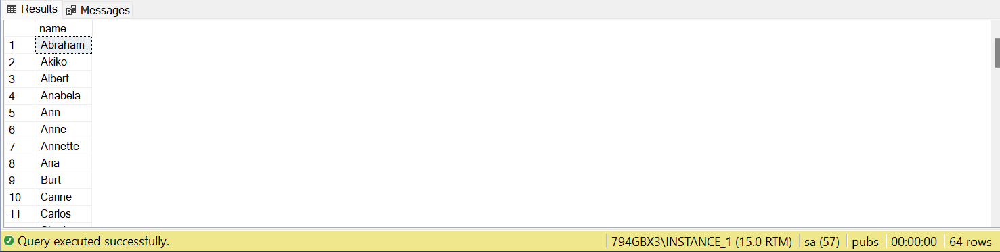 Results Messages
name
1 Abraham
2 Akiko
3 Albert
4 Anabela
5 Ann
6 Anne
7 Annette
8 Aria
9 Burt
10 Carine
11 Carlos
Query executed successfully. 794GBX3\INSTANCE_1 (15.0 RTM) sa (57) pubs 00:00:00 64 rows